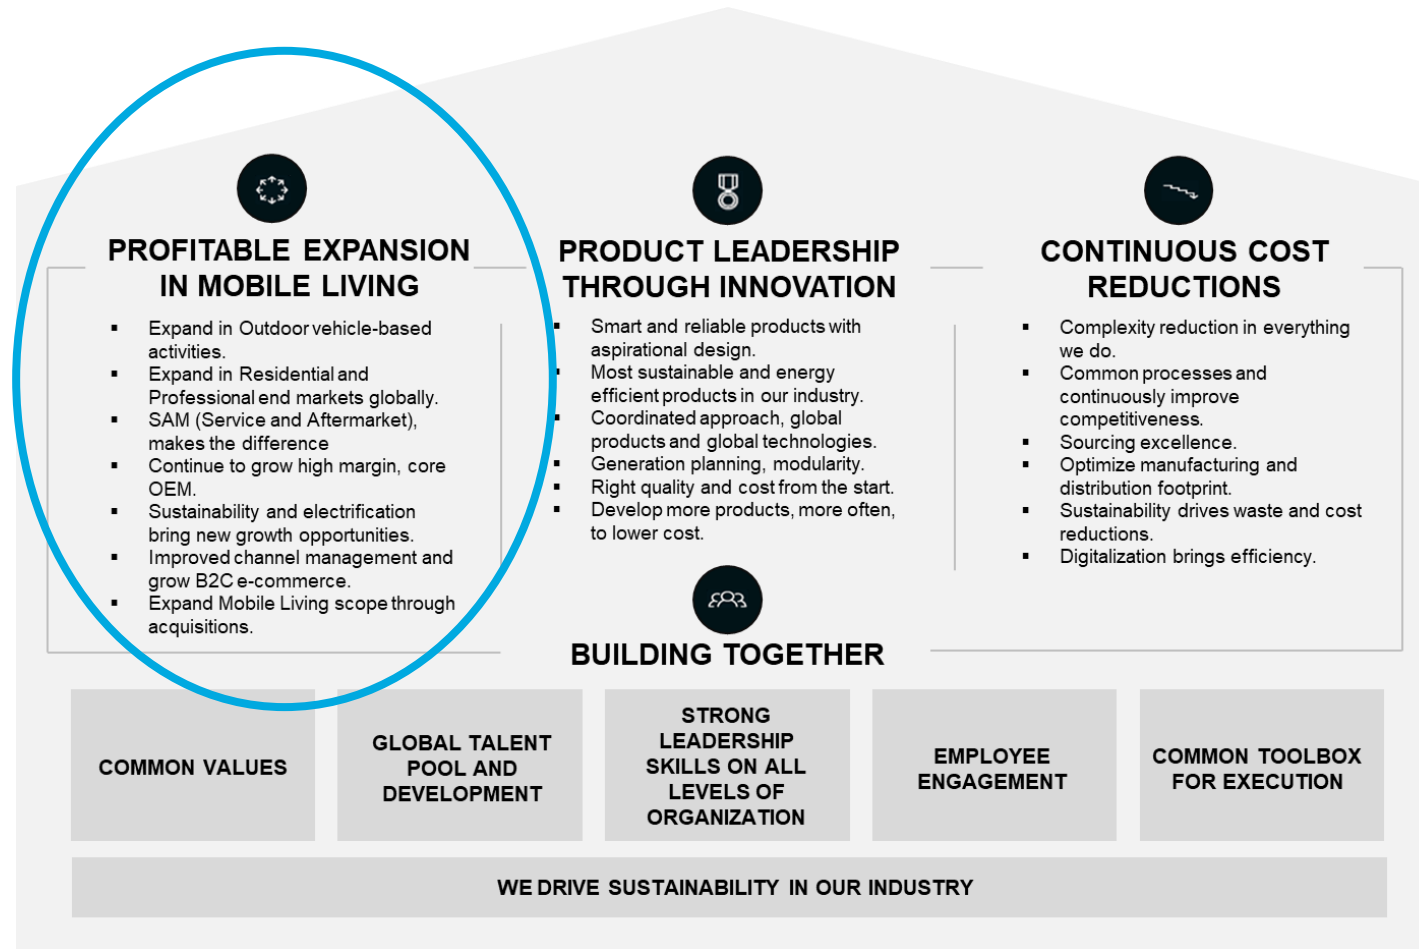 PROFITABLE EXPANSION
IN MOBILE LIVING
▪ Expand in Outdoor vehicle-based
activities.
▪ Expand in Residential and
Professional end markets globally.
▪ SAM (Service and Aftermarket),
makes the difference
▪ Continue to grow high margin, core
OEM.
▪ Sustainability and electrification
bring new growth opportunities.
▪ Improved channel management and
grow B2C e-commerce.
▪ Expand Mobile Living scope through
acquisitions.
PRODUCT LEADERSHIP
THROUGH INNOVATION
▪ Smart and reliable products with
aspirational design.
▪ Most sustainable and energy
efficient products in our industry.
▪ Coordinated approach, global
products and global technologies.
▪ Generation planning, modularity.
▪ Right quality and cost from the start.
▪ Develop more products, more often,
to lower cost.
CONTINUOUS COST
REDUCTIONS
▪ Complexity reduction in everything
we do.
▪ Common processes and
continuously improve
competitiveness.
▪ Sourcing excellence.
▪ Optimize manufacturing and
distribution footprint.
▪ Sustainability drives waste and cost
reductions.
▪ Digitalization brings efficiency.
BUILDING TOGETHER
COMMON VALUES
GLOBAL TALENT
POOL AND
DEVELOPMENT
STRONG
LEADERSHIP
SKILLS ON ALL
LEVELS OF
ORGANIZATION
EMPLOYEE
ENGAGEMENT
COMMON TOOLBOX
FOR EXECUTION
WE DRIVE SUSTAINABILITY IN OUR INDUSTRY